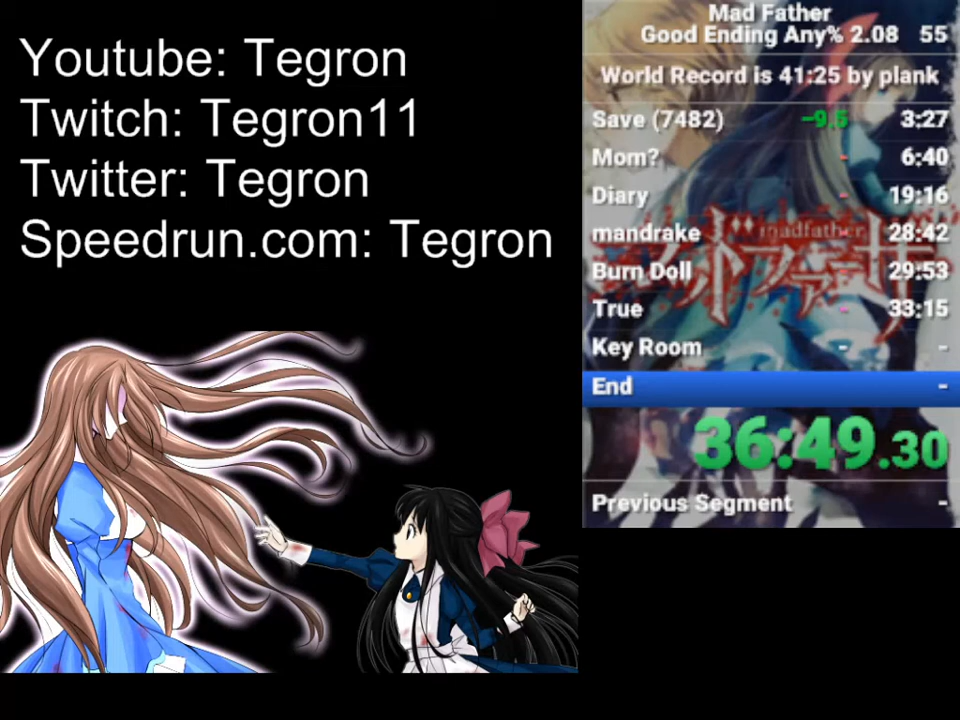 Youtube: Tegron
Twitch: Tegron11
Twitter: Tegron
Speedrun.com: Tegron
Mad Father
Good Ending Any% 2.08 55
World Record is 41:25 by plank
Save (7482) −9.5 3:27
Mom? - 6:40
Diary - 19:16
mandrake - 28:42
Burn Doll - 29:53
True - 33:15
Key Room - -
End -
36:49.30
Previous Segment -
madfather